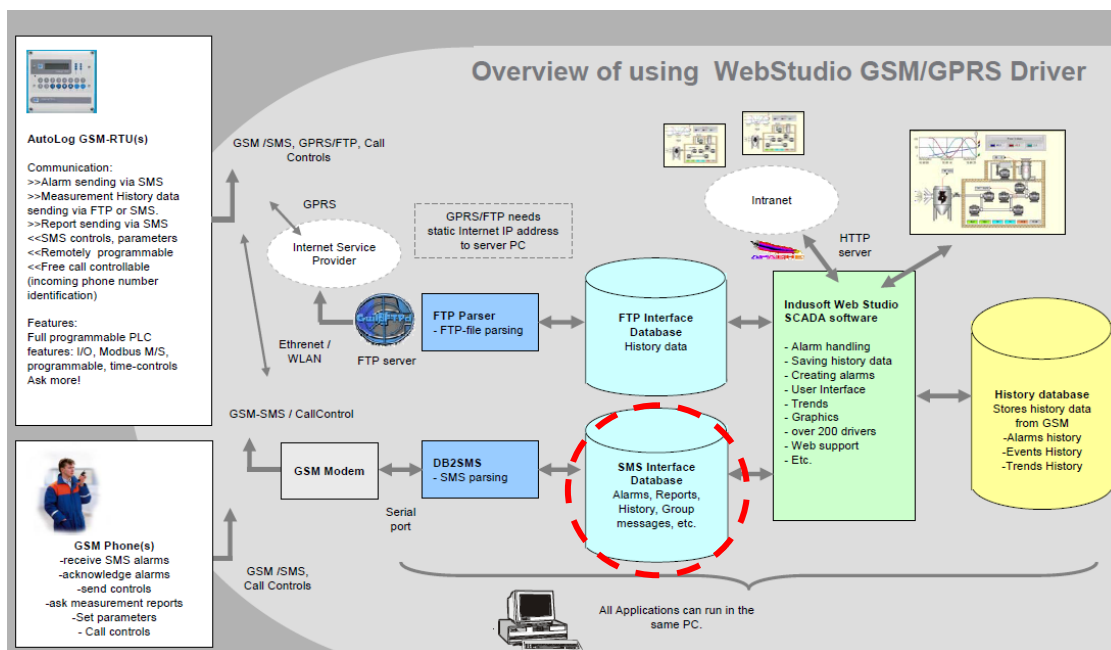 Overview of using WebStudio GSM/GPRS Driver
AutoLog GSM-RTU(s)
Communication:
>>Alarm sending via SMS
>>Measurement History data
sending via FTP or SMS.
>>Report sending via SMS
<<SMS controls, parameters
<<Remotely programmable
<<Free call controllable
(incoming phone number
identification)
Features:
Full programmable PLC
features: I/O, Modbus M/S,
programmable, time-controls
Ask more!
GSM /SMS, GPRS/FTP, Call
Controls
GPRS
Internet Service
Provider
GPRS/FTP needs
static Internet IP address
to server PC
Intranet
HTTP
server
Ethrenet /
WLAN
FTP server
FTP Parser
- FTP-file parsing
FTP Interface
Database
History data
Indusoft Web Studio
SCADA software
- Alarm handling
- Saving history data
- Creating alarms
- User Interface
- Trends
- Graphics
- over 200 drivers
- Web support
- Etc.
History database
Stores history data
from GSM
-Alarms history
-Events History
-Trends History
GSM-SMS / CallControl
GSM Modem
Serial
port
DB2SMS
- SMS parsing
SMS Interface
Database
Alarms, Reports,
History, Group
messages, etc.
GSM Phone(s)
-receive SMS alarms
-acknowledge alarms
-send controls
-ask measurement reports
-Set parameters
- Call controls
GSM /SMS,
Call Controls
All Applications can run in the
same PC.